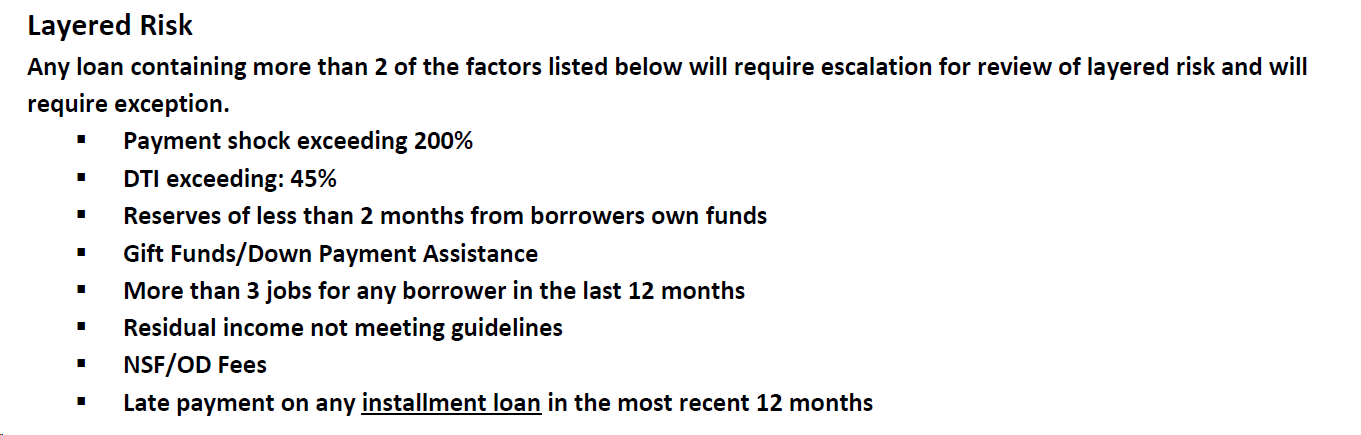 Layered Risk
Any loan containing more than 2 of the factors listed below will require escalation for review of layered risk and will
require exception.
▪ Payment shock exceeding 200%
▪ DTI exceeding: 45%
▪ Reserves of less than 2 months from borrowers own funds
▪ Gift Funds/Down Payment Assistance
▪ More than 3 jobs for any borrower in the last 12 months
▪ Residual income not meeting guidelines
▪ NSF/OD Fees
▪ Late payment on any installment loan in the most recent 12 months